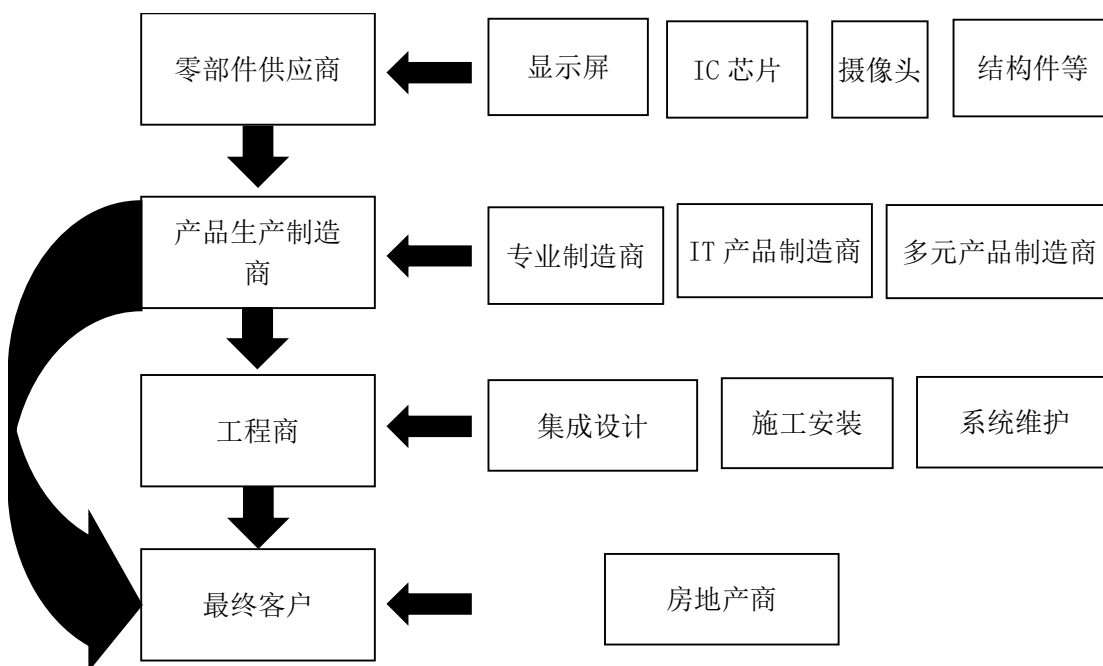 零部件供应商
显示屏
IC 芯片
摄像头
结构件等
产品生产制造
商
专业制造商
IT 产品制造商
多元产品制造商
工程商
集成设计
施工安装
系统维护
最终客户
房地产商